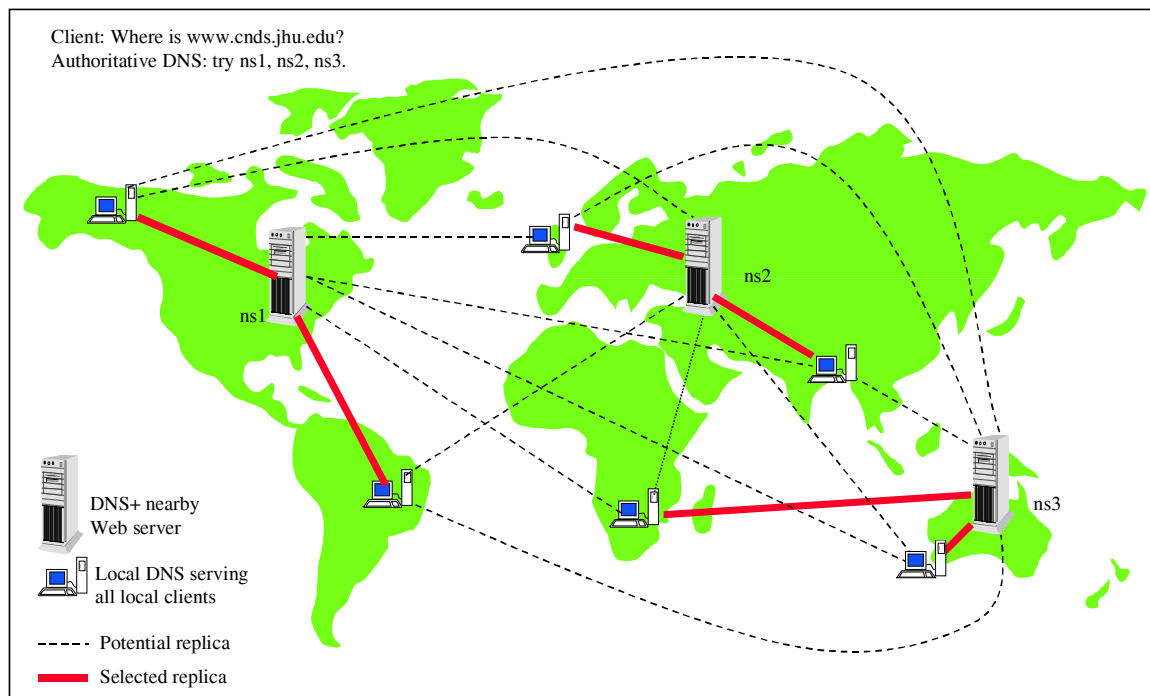 Client: Where is www.cnds.jhu.edu?
Authoritative DNS: try ns1, ns2, ns3.
ns2
ns1
ns3
DNS+ nearby
Web server
Local DNS serving
all local clients
Potential replica
Selected replica